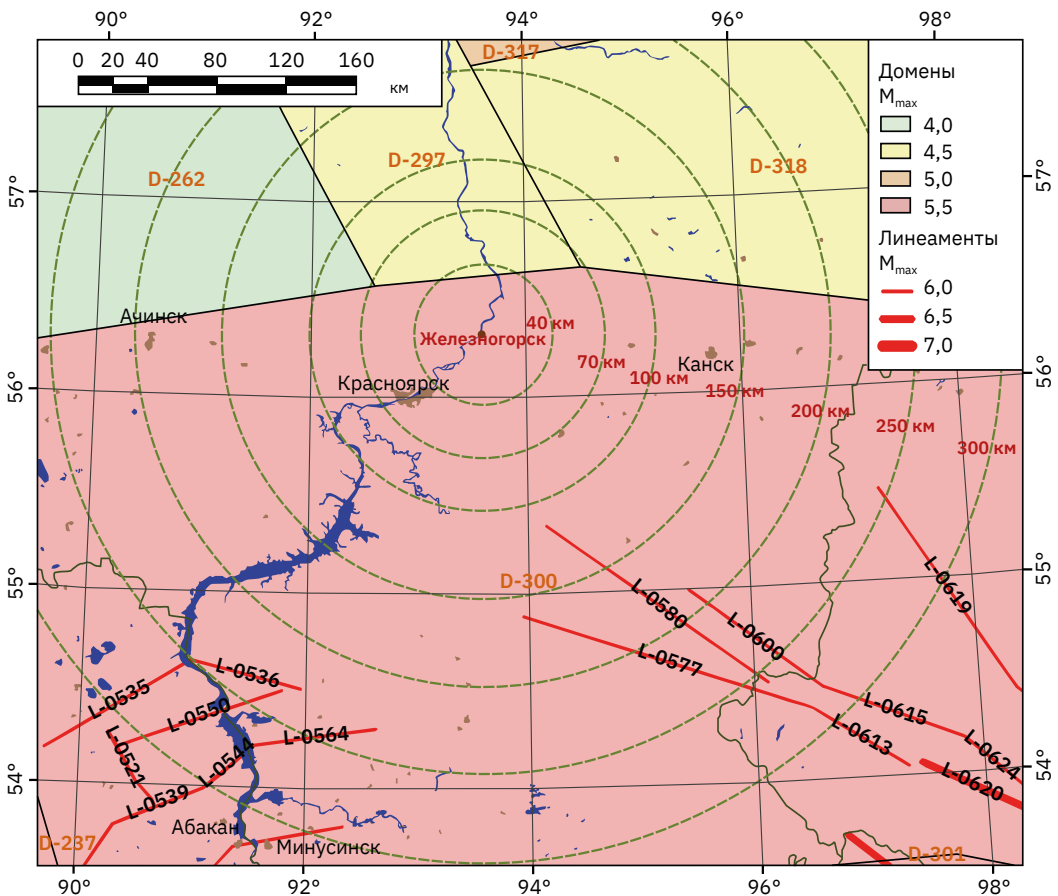 90° 92° 94° 96° 98°
0 20 40 80 120 160
км
D-317
Домены
Mmax
4,0
4,5
5,0
5,5
Линеаменты
Mmax
6,0
6,5
7,0
D-297
D-318
D-262
57° 57°
Ачинск
40 км
Железногорск
70 км
Канск
100 км
Красноярск
150 км
56° 56°
200 км
250 км
300 км
55° 55°
D-300
L-0580
L-0619
L-0600
L-0577
L-0536
L-0535
L-0550
L-0615
L-0564
L-0613
L-0521
L-0544
L-0624
54° 54°
L-0620
L-0539
Абакан
D-237
Минусинск
D-301
90° 92° 94° 96° 98°